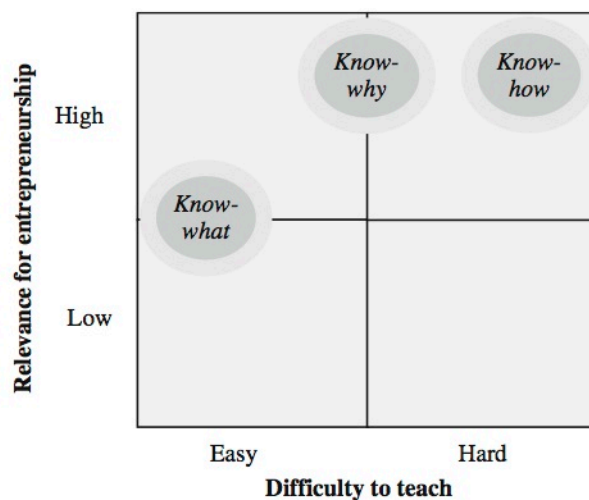 Relevance for entrepreneurship
High
Low
Know-
why
Know-
how
Know-
what
Easy
Hard
Difficulty to teach